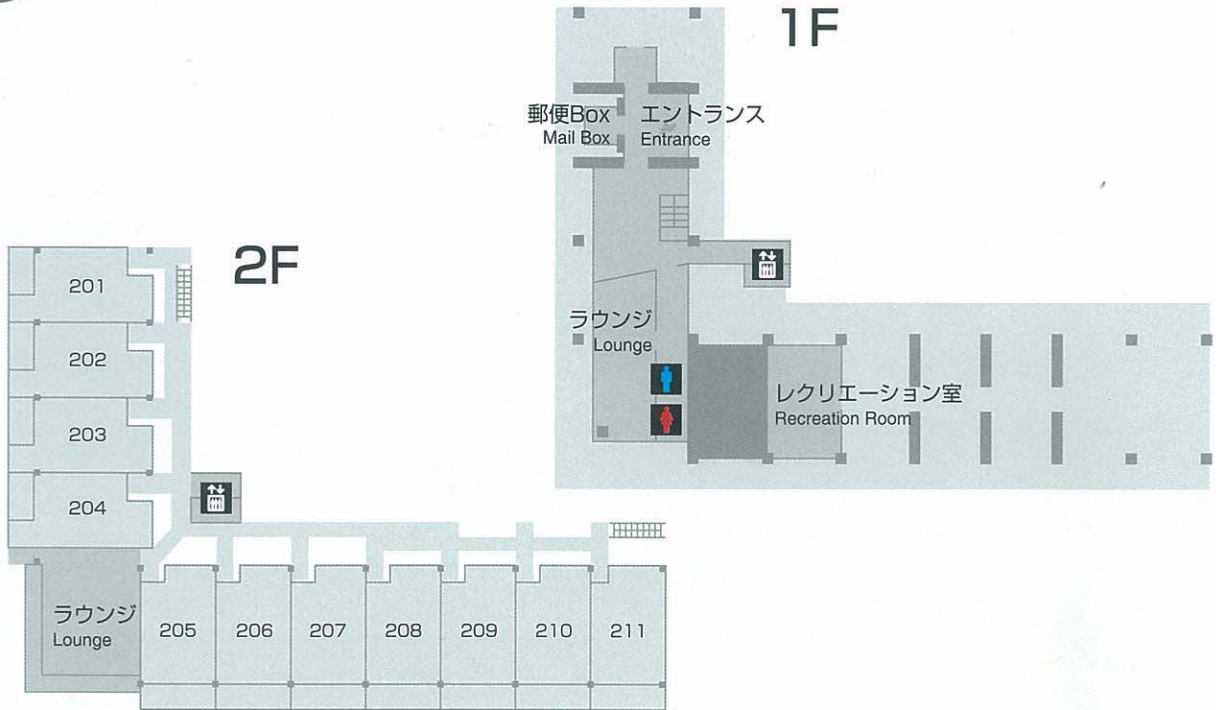 1F
郵便Box
Mail Box
エントランス
Entrance
ラウンジ
Lounge
レクリエーション室
Recreation Room
2F
201
202
203
204
ラウンジ
Lounge
205
206
207
208
209
210
211